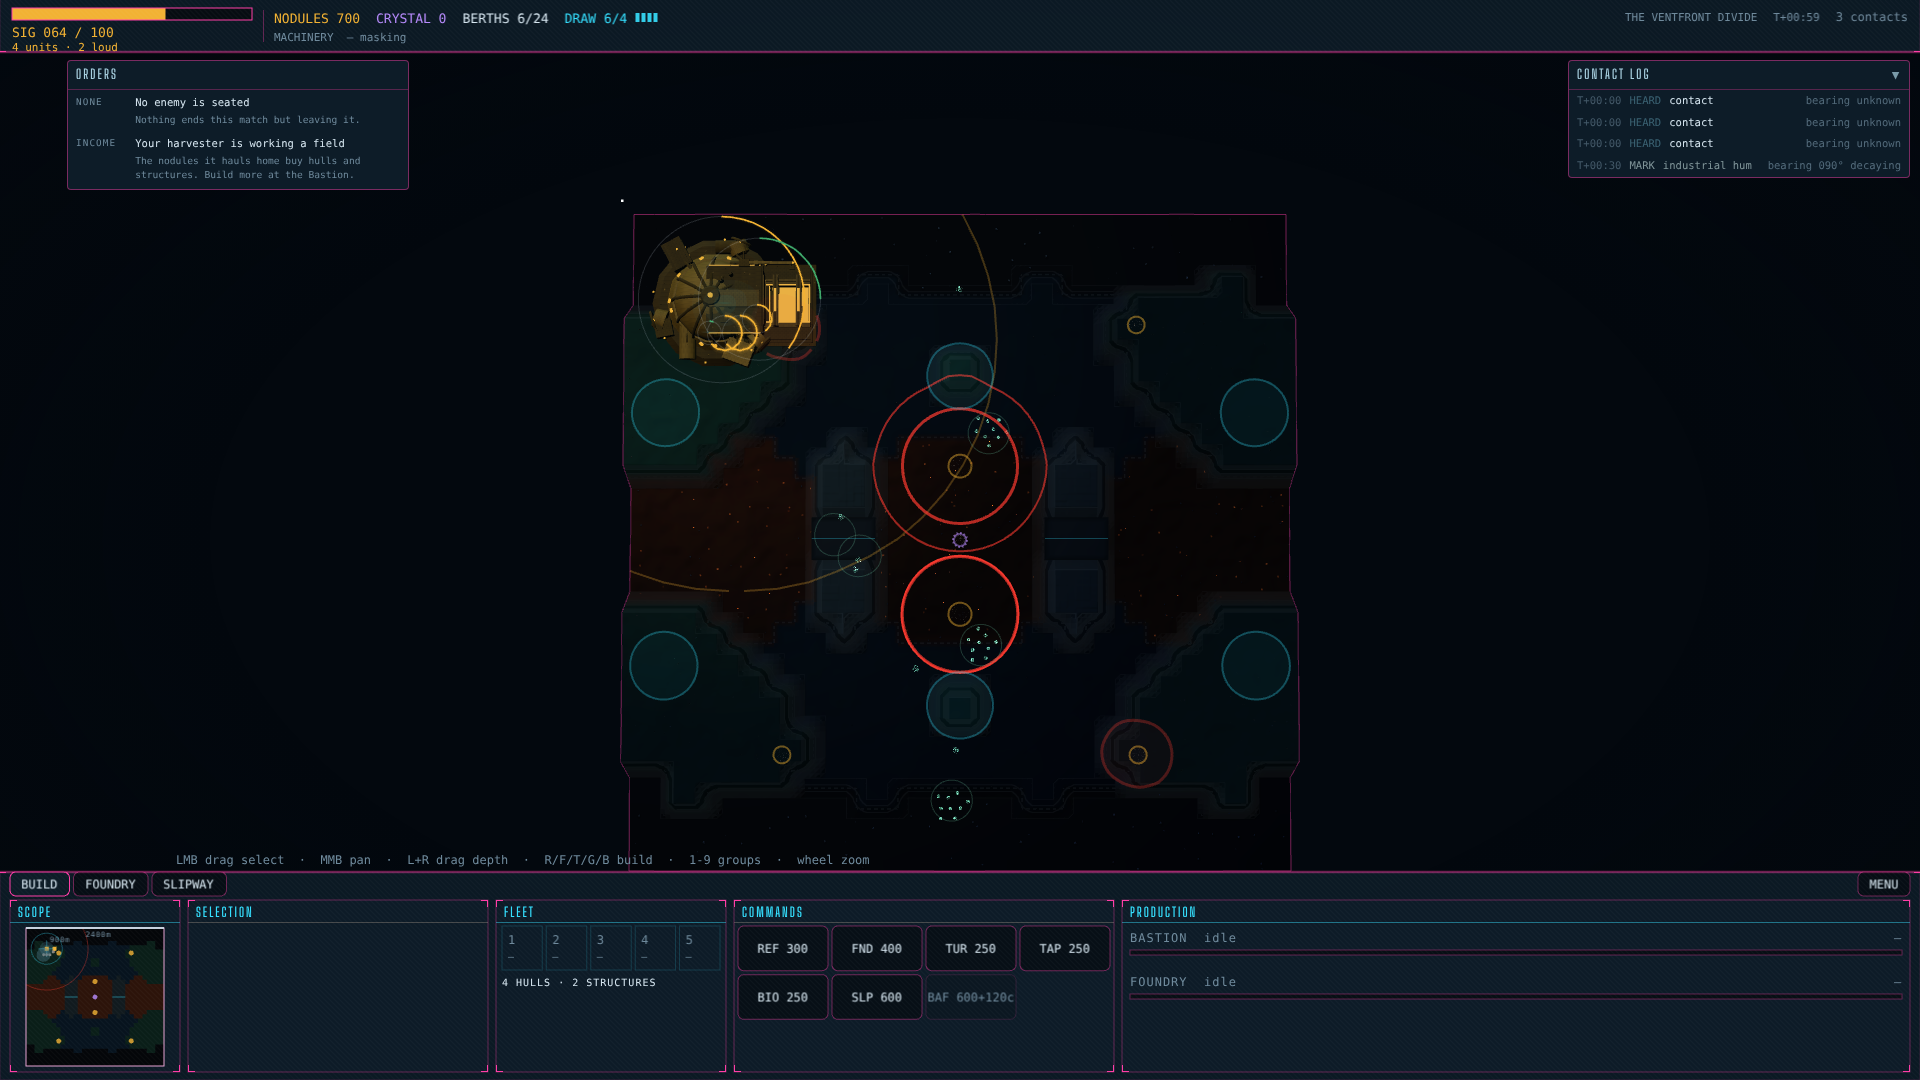 SIG 064 / 100
4 units · 2 loud
NODULES 700 CRYSTAL 0 BERTHS 6/24 DRAW 6/4
MACHINERY — masking
THE VENTFRONT DIVIDE T+00:59 3 contacts
ORDERS
NONE No enemy is seated
Nothing ends this match but leaving it.
INCOME Your harvester is working a field
The nodules it hauls home buy hulls and
structures. Build more at the Bastion.
CONTACT LOG ▼
T+00:00 HEARD contact bearing unknown
T+00:00 HEARD contact bearing unknown
T+00:00 HEARD contact bearing unknown
T+00:30 MARK industrial hum bearing 090° decaying
LMB drag select · MMB pan · L+R drag depth · R/F/T/G/B build · 1-9 groups · wheel zoom
BUILD FOUNDRY SLIPWAY MENU
SCOPE
900m 2400m
SELECTION
FLEET
1 2 3 4 5
— — — — —
4 HULLS · 2 STRUCTURES
COMMANDS
REF 300 FND 400 TUR 250 TAP 250
BIO 250 SLP 600 BAF 600+120c
PRODUCTION
BASTION idle —
FOUNDRY idle —